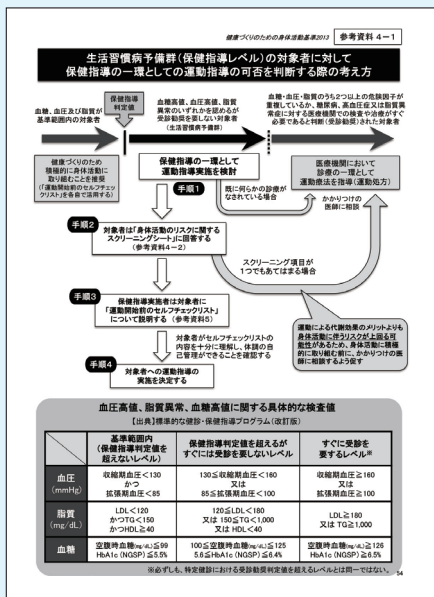 健康づくりのための身体活動基準2013
参考資料 4-1
生活習慣病予備群（保健指導レベル）の対象者に対して
保健指導の一環としての運動指導の可否を判断する際の考え方
保健指導
判定値
血糖、血圧及び脂質が
基準範囲内の対象者
血糖高値、血圧高値、脂質
異常のいずれかを認めるが
受診勧奨を要しない対象者
（生活習慣病予備群）
血糖・血圧・脂質のうち2つ以上の危険因子が
重複しているか、糖尿病、高血圧症又は脂質異
常症に対する医療機関での検査や治療がすぐに
必要であると判断（受診勧奨）された対象者
健康づくりのため
積極的に身体活動に
取り組むことを推奨
（「運動開始前のセルフチェッ
クリスト」を各自で活用する）
保健指導の一環として
運動指導実施を検討
手順1
既に何らかの診療が
なされている場合
医療機関において
診療の一環として
運動療法を指導（運動処方）
かかりつけの
医師に相談
手順2
対象者は「身体活動のリスクに関する
スクリーニングシート」に回答する
（参考資料4-2）
スクリーニング項目が
1つでもあてはまる場合
手順3
保健指導実施者は対象者に
「運動開始前のセルフチェックリスト」
について説明する （参考資料5）
対象者がセルフチェックリストの
内容を十分に理解し、体調の自
己管理ができることを確認する
運動による代謝効果のメリットよりも
身体活動に伴うリスクが上回る可
能性があるため、身体活動に積極
的に取り組む前に、かかりつけの医
師に相談するよう促す
手順4
対象者への運動指導の
実施を決定する
血圧高値、脂質異常、血糖高値に関する具体的な検査値
【出典】標準的な健診・保健指導プログラム（改訂版）
基準範囲内
（保健指導判定値を
超えないレベル）
保健指導判定値を超えるが
すぐには受診を要しないレベル
すぐに受診を
要するレベル※
血圧
(mmHg)
収縮期血圧＜130
かつ
拡張期血圧＜85
130≦収縮期血圧＜160
又は
85≦拡張期血圧＜100
収縮期血圧≧160
又は
拡張期血圧≧100
脂質
(mg/dL)
LDL＜120
かつTG＜150
かつHDL≧40
120≦LDL＜180
又は 150≦TG＜1,000
又は HDL＜40
LDL≧180
又は TG≧1,000
血糖
空腹時血糖(mg/dL)≦99
HbA1c (NGSP) ≦5.5%
100≦空腹時血糖(mg/dL)≦125
5.6≦HbA1c (NGSP) ≦6.4%
空腹時血糖(mg/dL)≧126
HbA1c (NGSP) ≧6.5%
※必ずしも、特定健診における受診勧奨判定値を超えるレベルとは同一ではない。
54